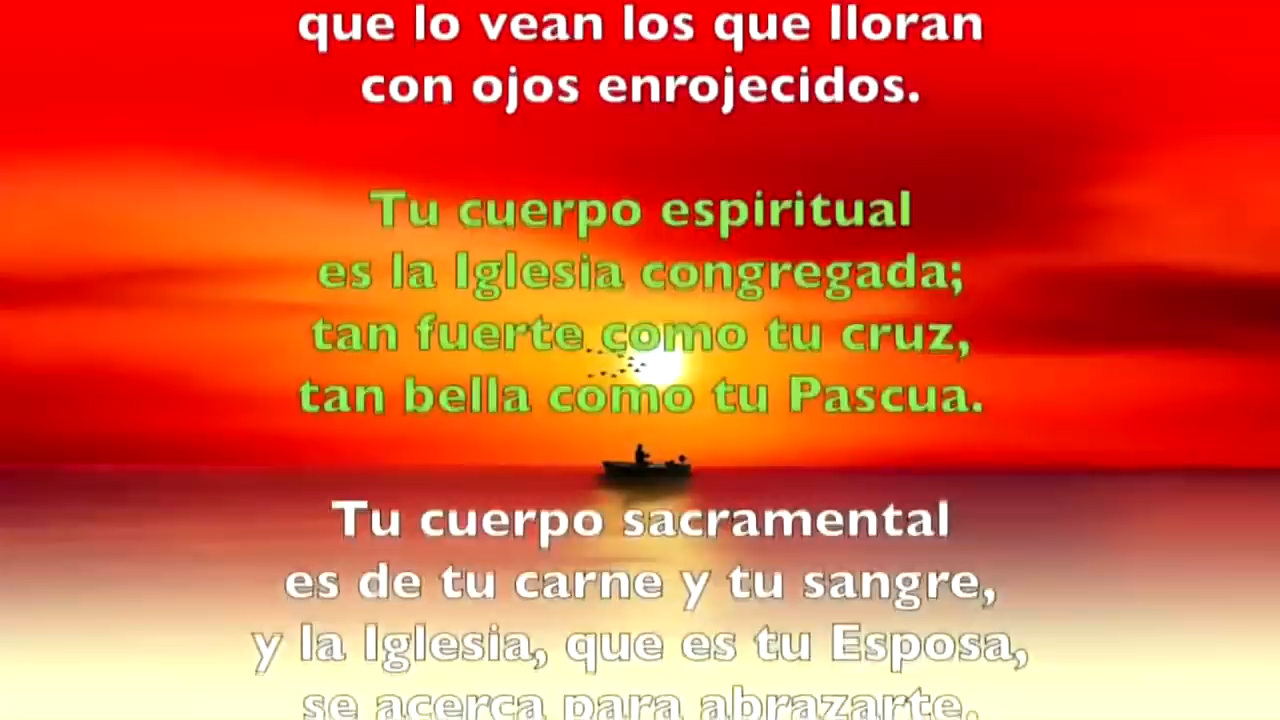 que lo vean los que lloran
con ojos enrojecidos.
Tu cuerpo espiritual
es la Iglesia congregada;
tan fuerte como tu cruz,
tan bella como tu Pascua.
Tu cuerpo sacramental
es de tu carne y tu sangre,
y la Iglesia, que es tu Esposa,
se acerca para abrazarte.